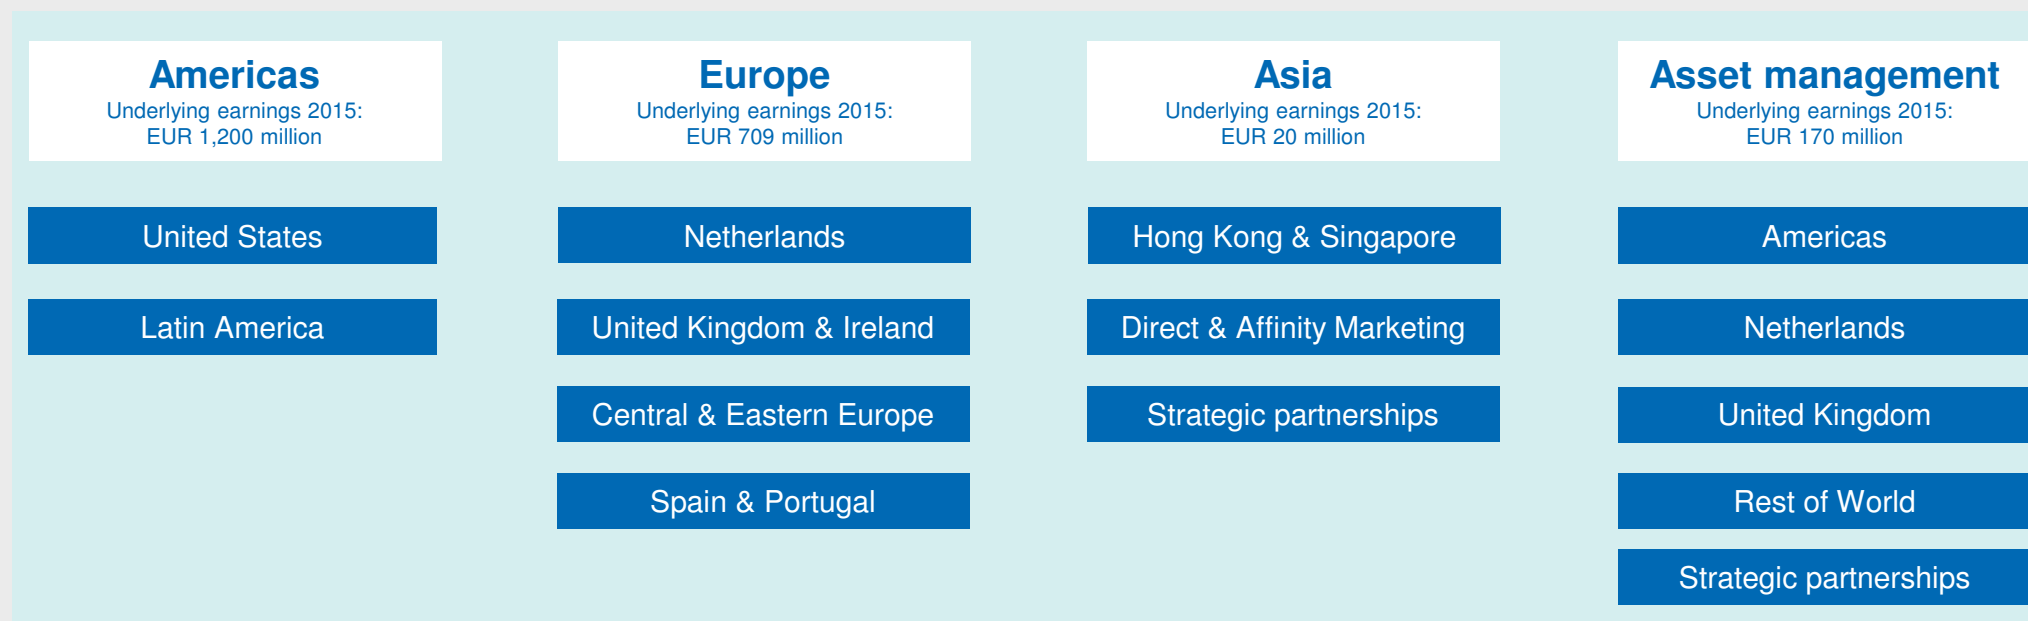 Americas
Underlying earnings 2015:
EUR 1,200 million
United States
Latin America
Europe
Underlying earnings 2015:
EUR 709 million
Netherlands
United Kingdom & Ireland
Central & Eastern Europe
Spain & Portugal
Asia
Underlying earnings 2015:
EUR 20 million
Hong Kong & Singapore
Direct & Affinity Marketing
Strategic partnerships
Asset management
Underlying earnings 2015:
EUR 170 million
Americas
Netherlands
United Kingdom
Rest of World
Strategic partnerships